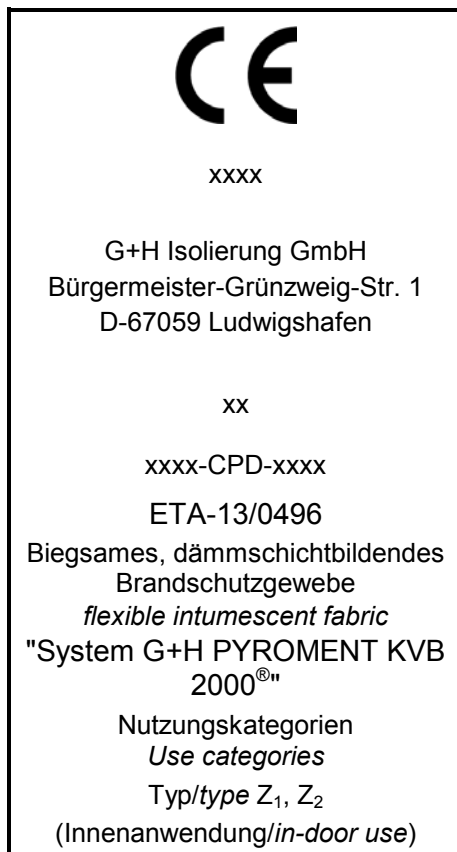 CE
xxxx
G+H Isolierung GmbH
Bürgermeister-Grünzweig-Str. 1
D-67059 Ludwigshafen
xx
xxxx-CPD-xxxx
ETA-13/0496
Biegsames, dämmschichtbildendes
Brandschutzgewebe
flexible intumescent fabric
"System G+H PYROMENT KVB
2000®"
Nutzungskategorien
Use categories
Typ/type Z₁, Z₂
(Innenanwendung/in-door use)